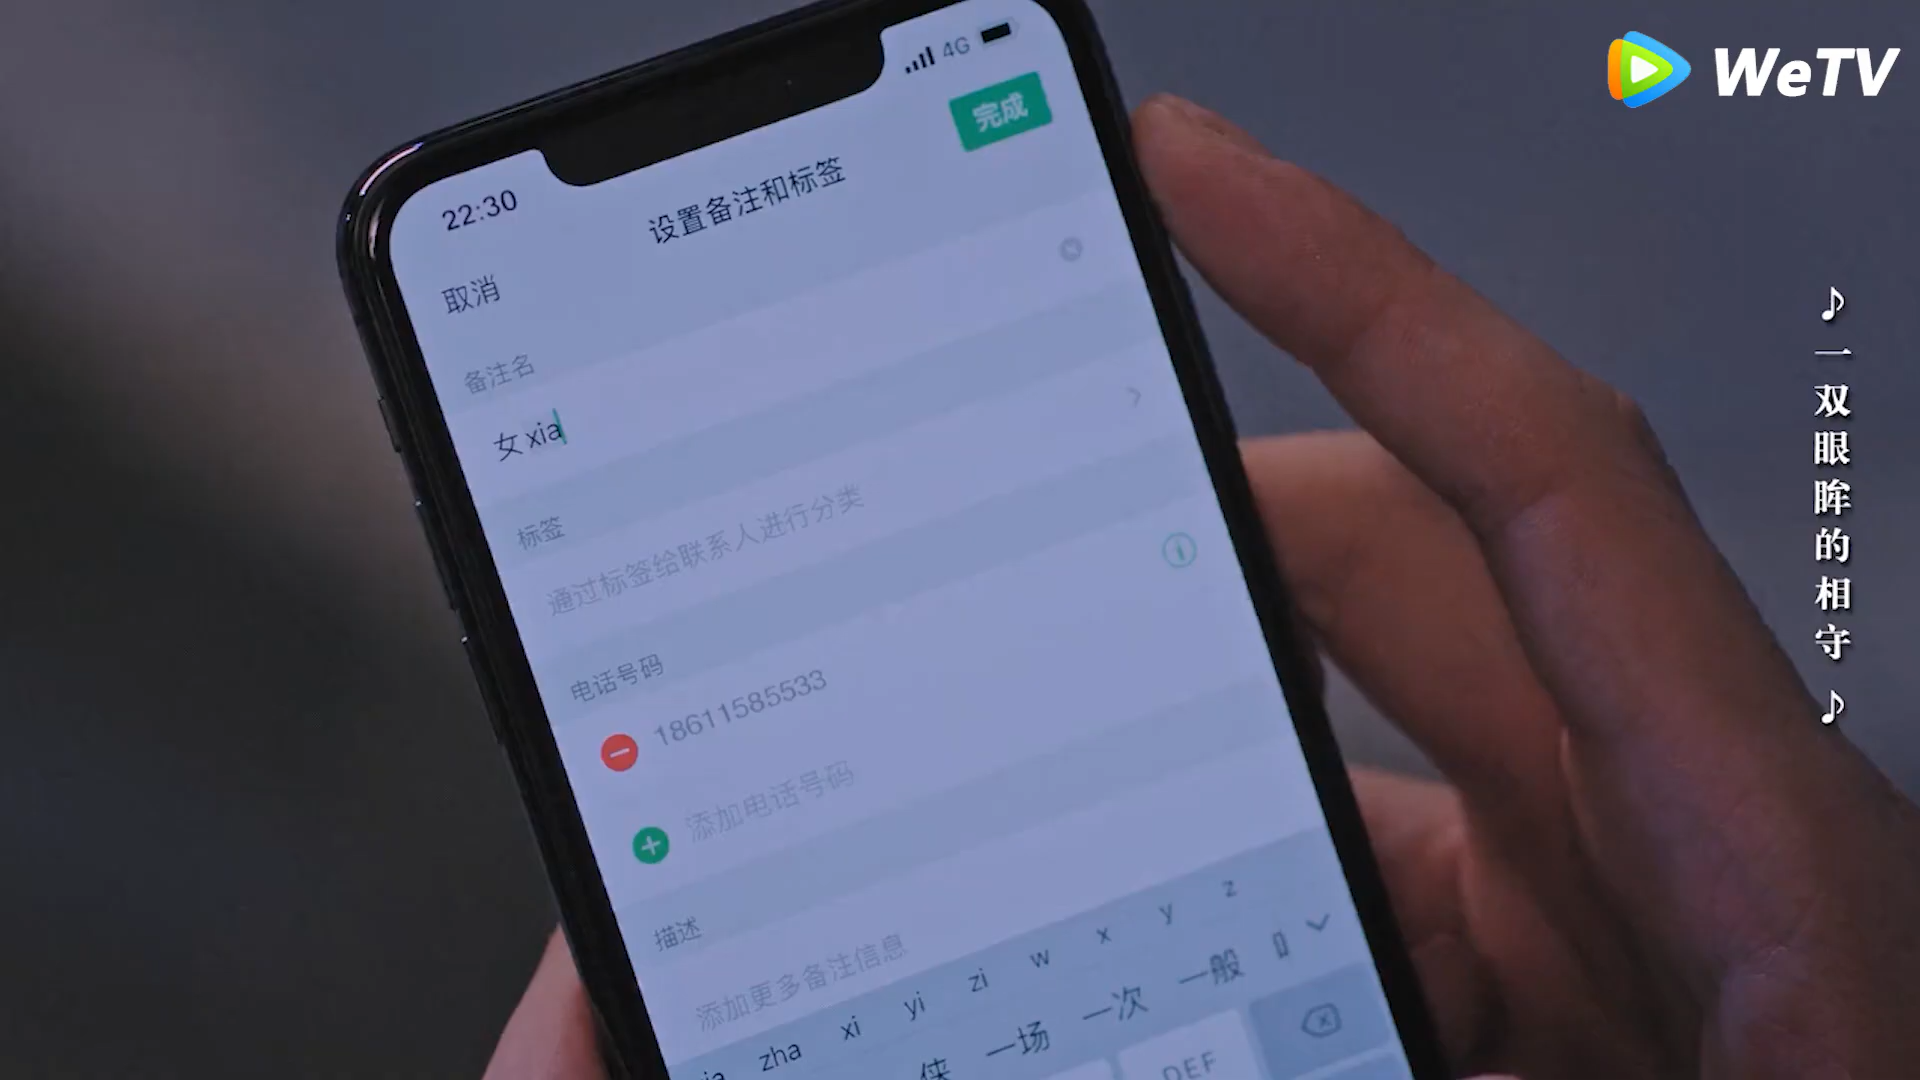 WeTV
22:30
4G
完成
设置备注和标签
取消
备注名
女 xia
标签
通过标签给联系人进行分类
电话号码
18611585533
添加电话号码
描述
添加更多备注信息
zha xi yi zi w x y z
侠 一场 一次 一般
DEF
♪一双眼眸的相守♪